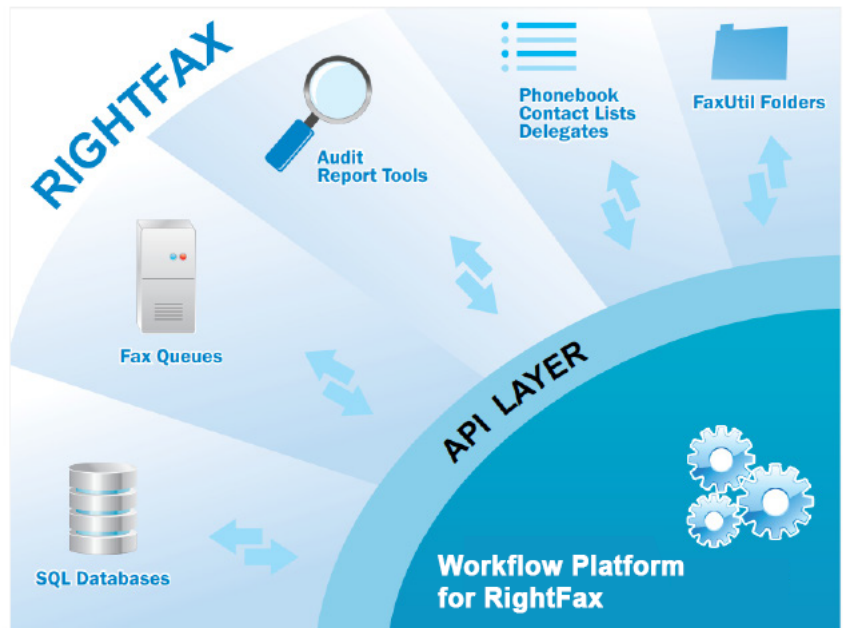 RIGHTFAX
Audit
Report Tools
Phonebook
Contact Lists
Delegates
FaxUtil Folders
Fax Queues
API LAYER
SQL Databases
Workflow Platform
for RightFax